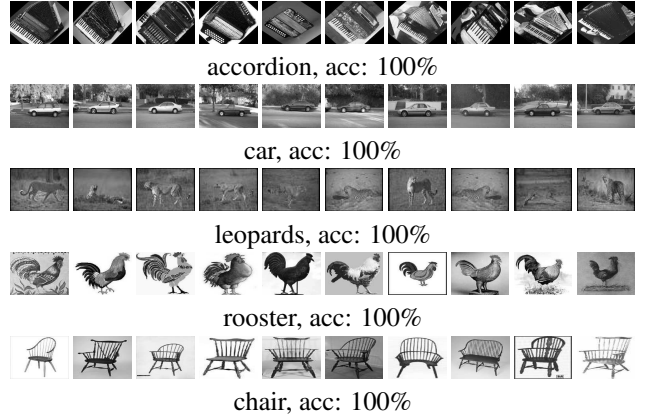 accordion, acc: 100%
car, acc: 100%
leopards, acc: 100%
rooster, acc: 100%
chair, acc: 100%